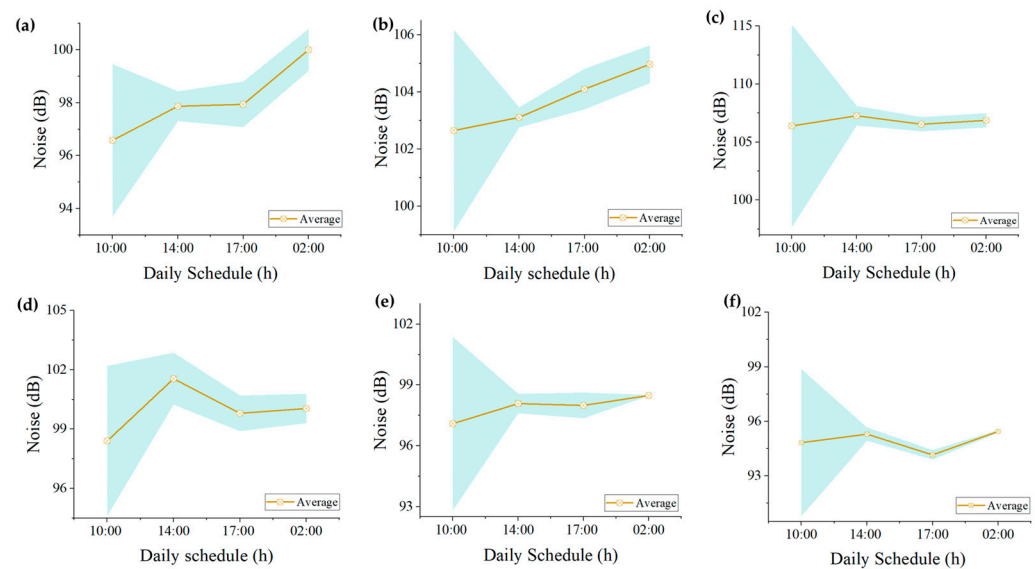 (a)
Noise (dB)
100
98
96
94
10:00 14:00 17:00 02:00
Daily Schedule (h)
Average
(b)
Noise (dB)
106
104
102
100
10:00 14:00 17:00 02:00
Daily schedule (h)
Average
(c)
Noise (dB)
115
110
105
100
10:00 14:00 17:00 02:00
Daily Schedule (h)
Average
(d)
Noise (dB)
105
102
99
96
10:00 14:00 17:00 02:00
Daily schedule (h)
Average
(e)
Noise (dB)
102
99
96
93
10:00 14:00 17:00 02:00
Daily schedule (h)
Average
(f)
Noise (dB)
102
99
96
93
10:00 14:00 17:00 02:00
Daily schedule (h)
Average